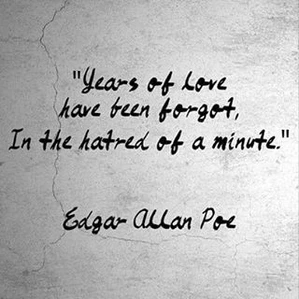 "Years of love
have been forgot,
In the hatred of a minute."
Edgar Allan Poe